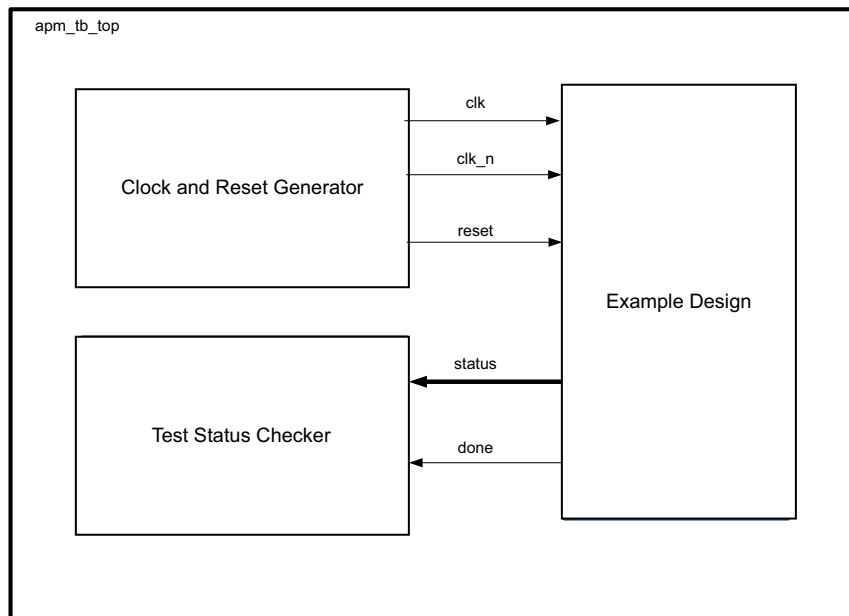 apm_tb_top
clk
Clock and Reset Generator
clk_n
reset
Example Design
status
Test Status Checker
done